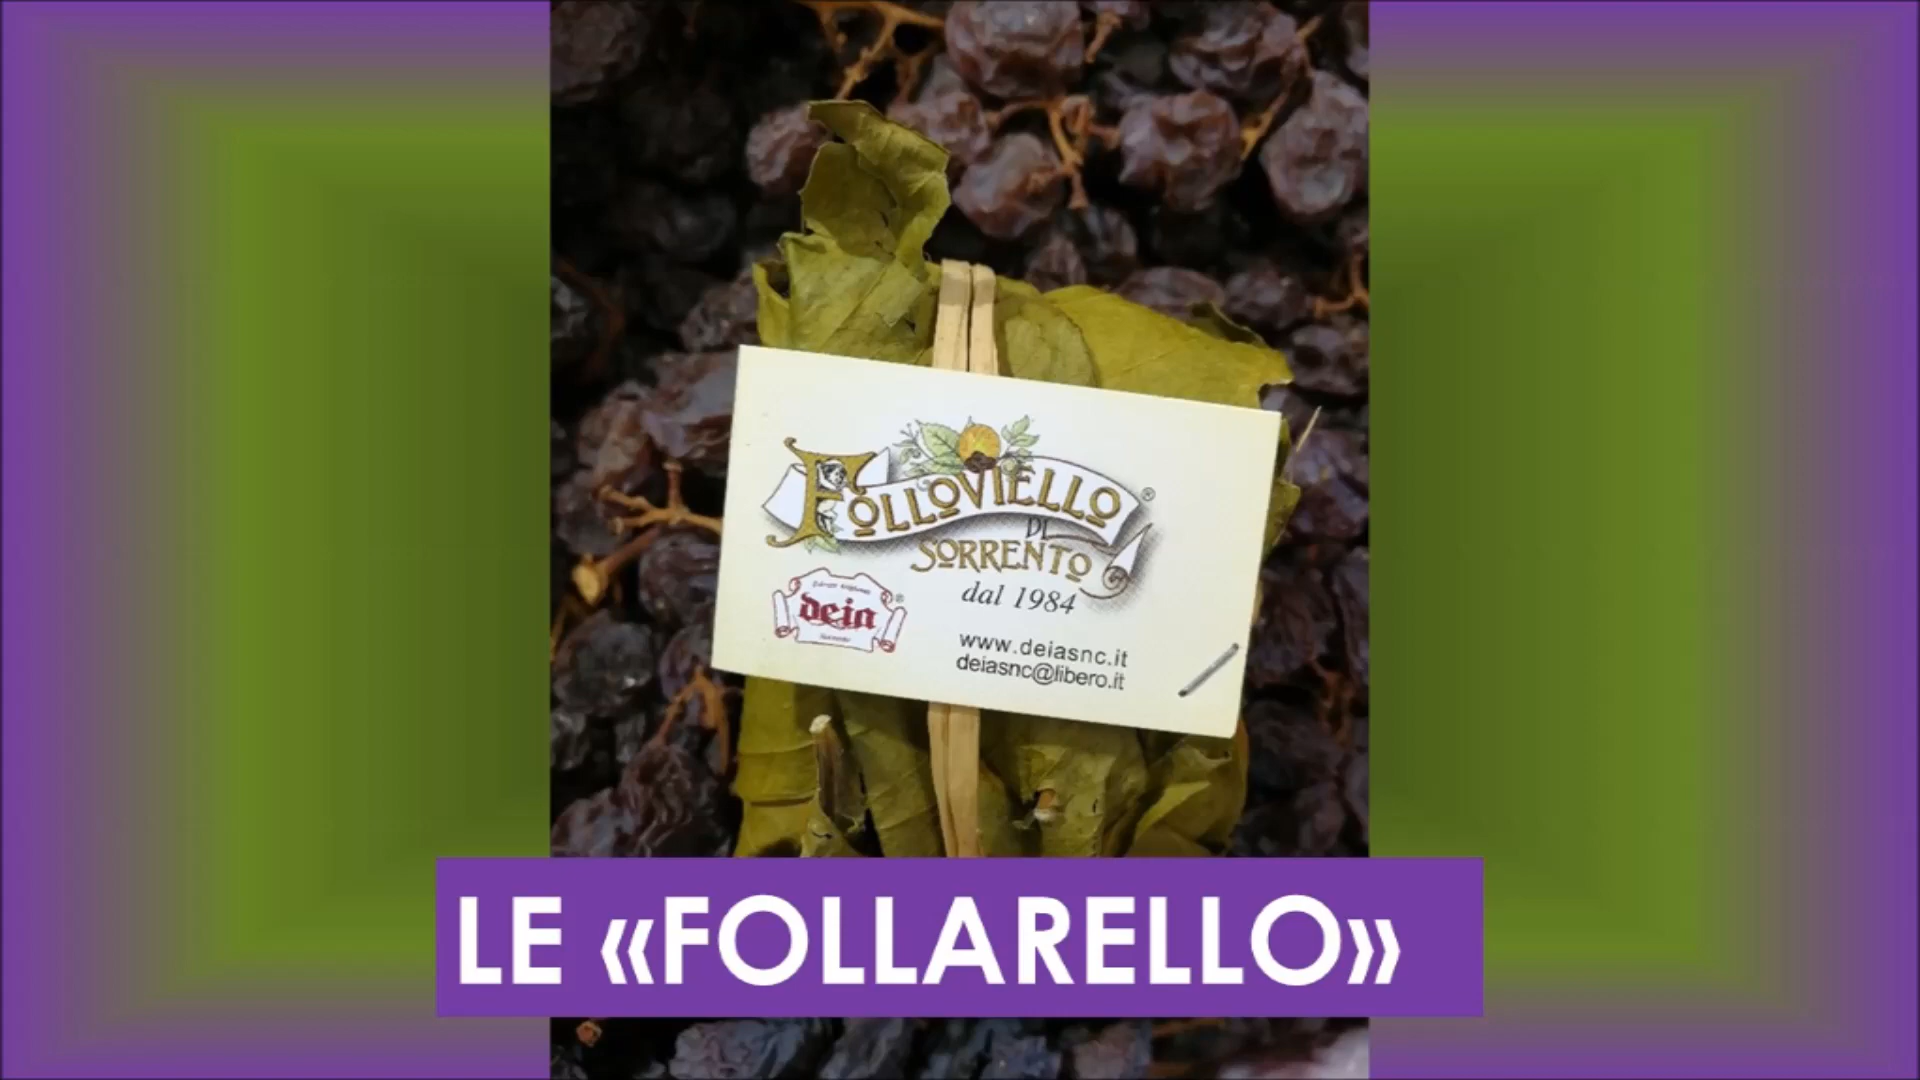 FOLLOVIELLO
DI
SORRENTO
dal 1984
deia
www.deiasnc.it
deiasnc@libero.it
LE «FOLLARELLO»